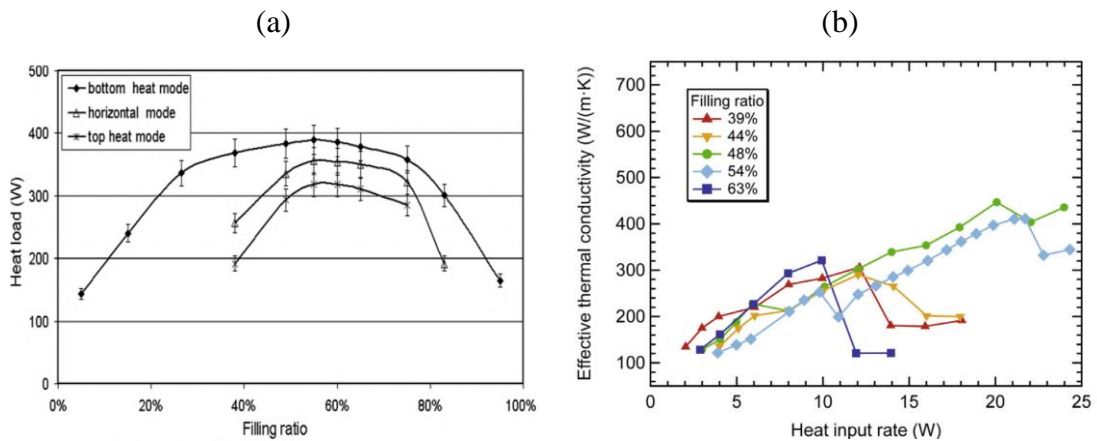 (a)
500
400
300
200
100
0
Heat load (W)
bottom heat mode
horizontal mode
top heat mode
0% 20% 40% 60% 80% 100%
Filling ratio
(b)
700
600
500
400
300
200
100
Effective thermal conductivity (W/(m·K))
Filling ratio
39%
44%
48%
54%
63%
0 5 10 15 20 25
Heat input rate (W)